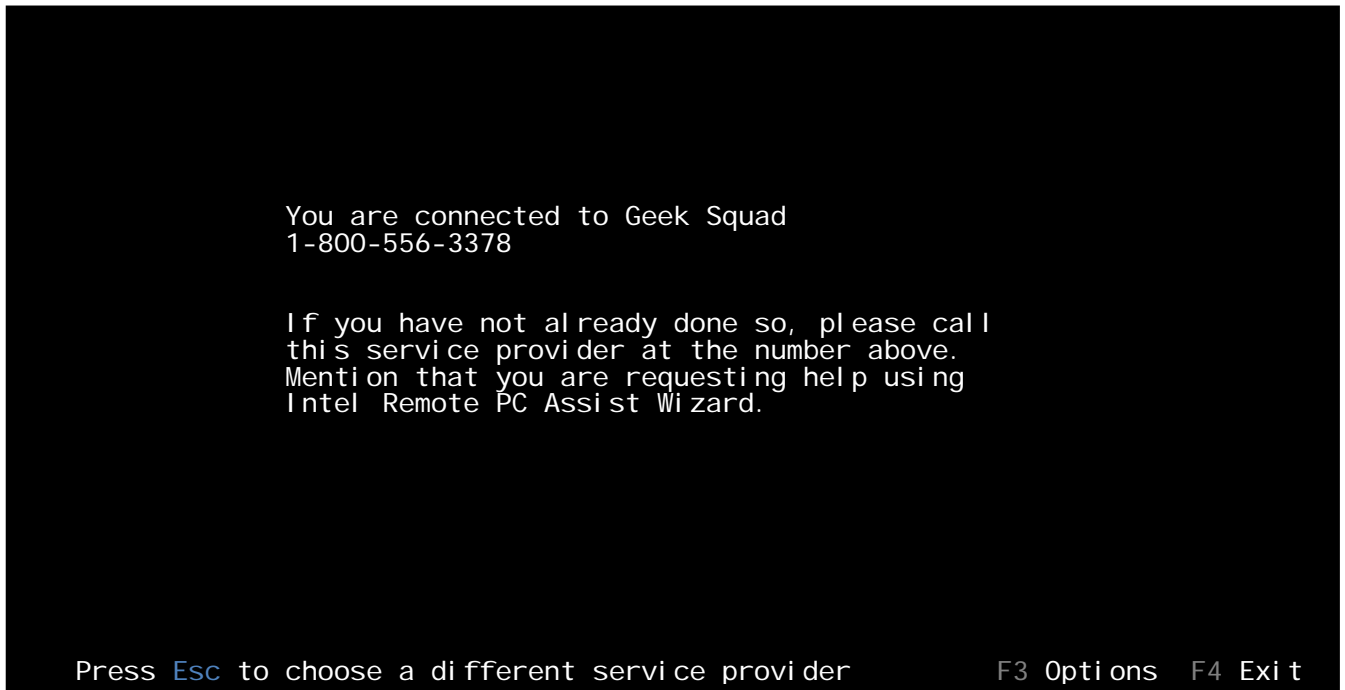 You are connected to Geek Squad
1-800-556-3378
If you have not already done so, please call
this service provider at the number above.
Mention that you are requesting help using
Intel Remote PC Assist Wizard.
Press Esc to choose a different service provider F3 Options F4 Exit